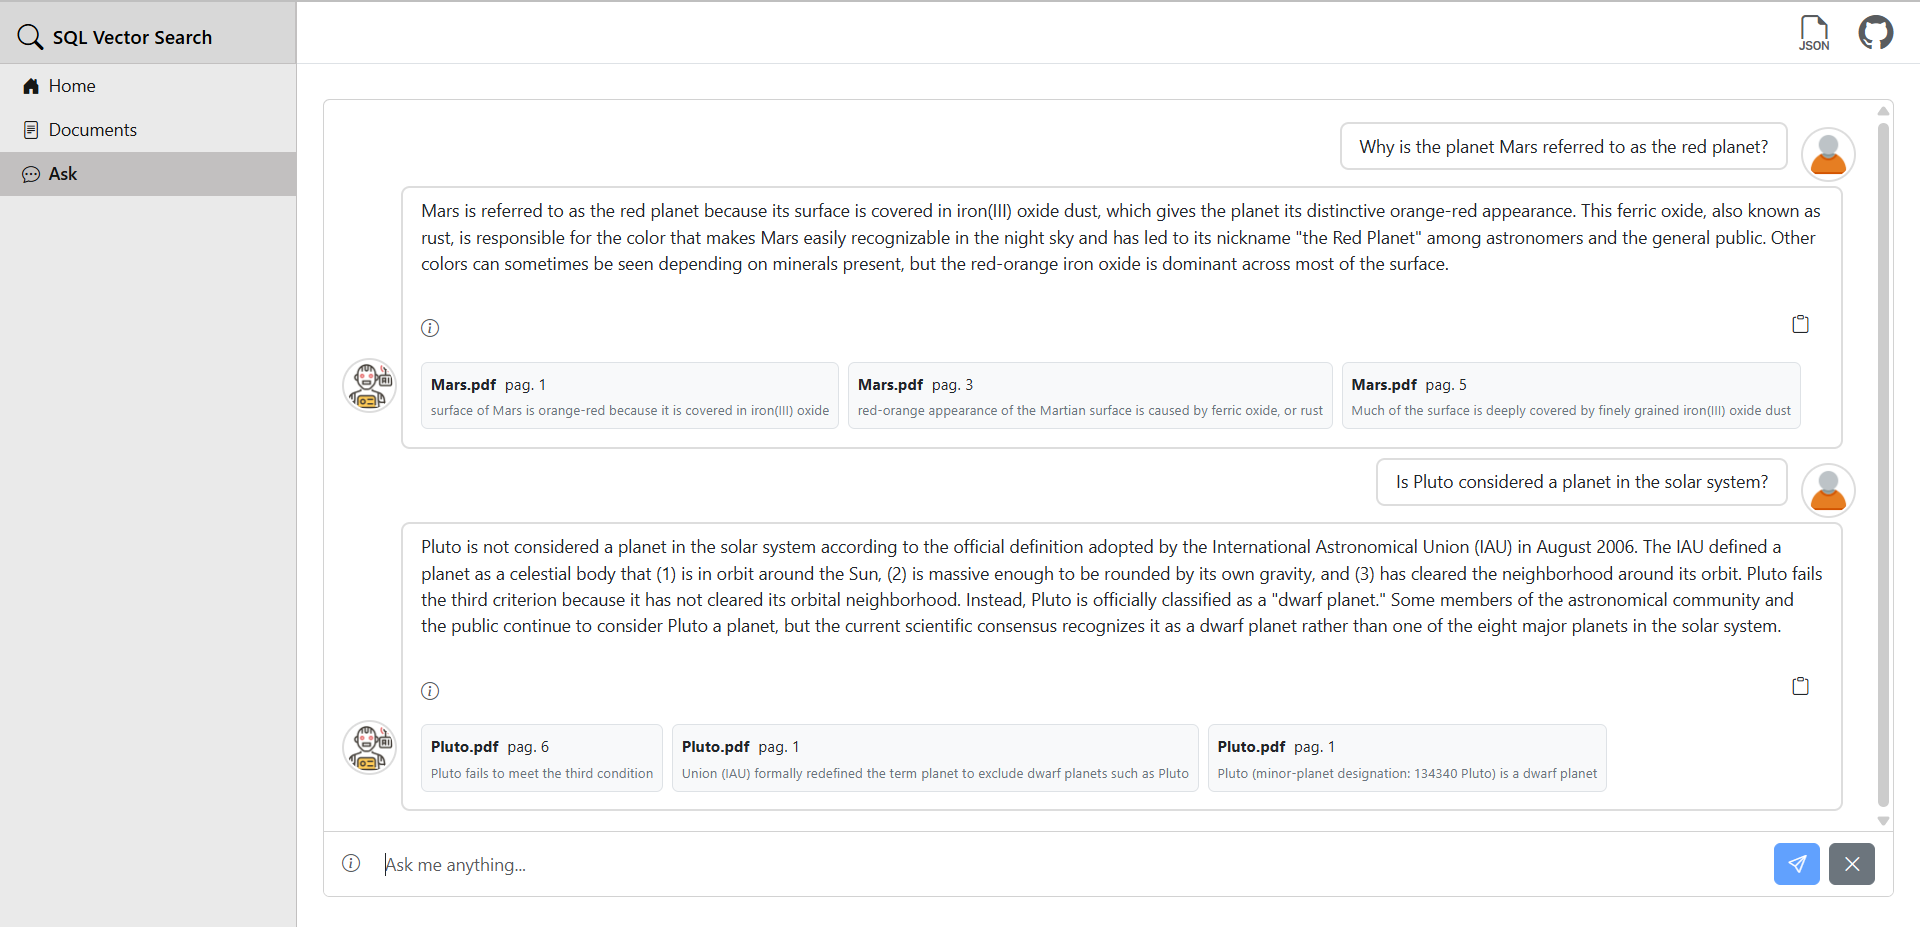 SQL Vector Search
JSON
Home
Documents
Ask
Why is the planet Mars referred to as the red planet?
Mars is referred to as the red planet because its surface is covered in iron(III) oxide dust, which gives the planet its distinctive orange-red appearance. This ferric oxide, also known as
rust, is responsible for the color that makes Mars easily recognizable in the night sky and has led to its nickname "the Red Planet" among astronomers and the general public. Other
colors can sometimes be seen depending on minerals present, but the red-orange iron oxide is dominant across most of the surface.
AI
Mars.pdf pag. 1
surface of Mars is orange-red because it is covered in iron(III) oxide
Mars.pdf pag. 3
red-orange appearance of the Martian surface is caused by ferric oxide, or rust
Mars.pdf pag. 5
Much of the surface is deeply covered by finely grained iron(III) oxide dust
Is Pluto considered a planet in the solar system?
Pluto is not considered a planet in the solar system according to the official definition adopted by the International Astronomical Union (IAU) in August 2006. The IAU defined a
planet as a celestial body that (1) is in orbit around the Sun, (2) is massive enough to be rounded by its own gravity, and (3) has cleared the neighborhood around its orbit. Pluto fails
the third criterion because it has not cleared its orbital neighborhood. Instead, Pluto is officially classified as a "dwarf planet." Some members of the astronomical community and
the public continue to consider Pluto a planet, but the current scientific consensus recognizes it as a dwarf planet rather than one of the eight major planets in the solar system.
AI
Pluto.pdf pag. 6
Pluto fails to meet the third condition
Pluto.pdf pag. 1
Union (IAU) formally redefined the term planet to exclude dwarf planets such as Pluto
Pluto.pdf pag. 1
Pluto (minor-planet designation: 134340 Pluto) is a dwarf planet
Ask me anything...